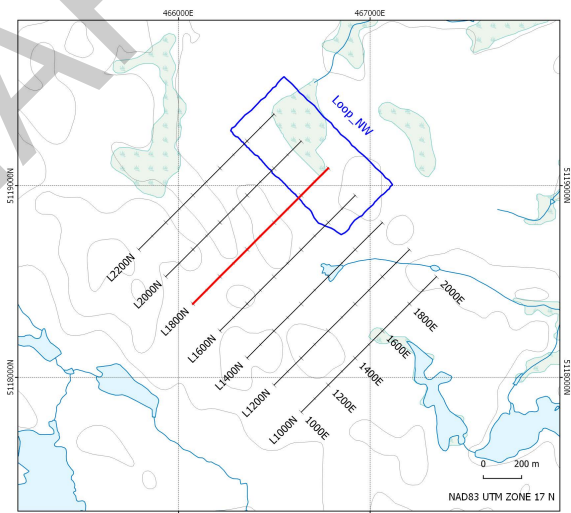 466000E
467000E
Loop_NW
5119000N
5119000N
L2200N
L2000N
2000E
L1800N
1800E
L1600N
1600E
L1400N
1400E
L1200N
1200E
L1000N
1000E
5118000N
5118000N
0 200 m
NAD83 UTM ZONE 17 N